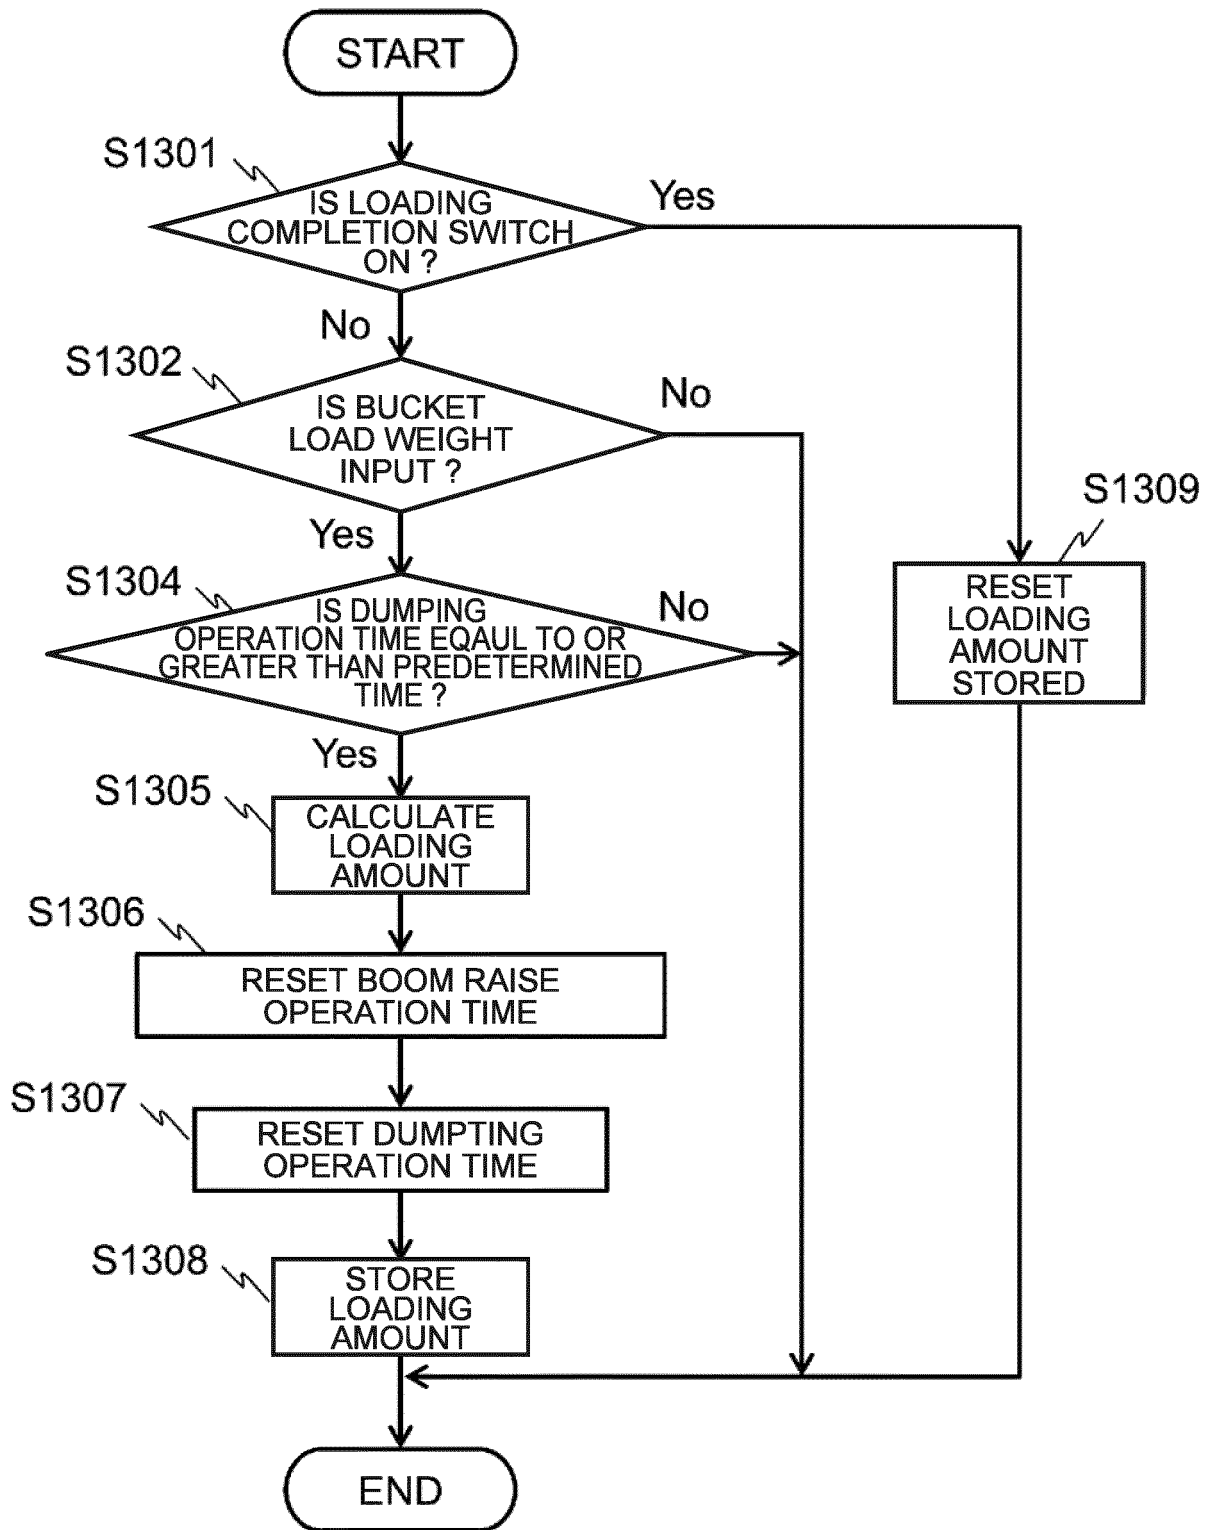 START
S1301
IS LOADING
COMPLETION SWITCH
ON ?
Yes
No
S1302
IS BUCKET
LOAD WEIGHT
INPUT ?
No
Yes
S1304
IS DUMPING
OPERATION TIME EQAUL TO OR
GREATER THAN PREDETERMINED
TIME ?
No
Yes
S1309
RESET
LOADING
AMOUNT
STORED
S1305
CALCULATE
LOADING
AMOUNT
S1306
RESET BOOM RAISE
OPERATION TIME
S1307
RESET DUMPTING
OPERATION TIME
S1308
STORE
LOADING
AMOUNT
END